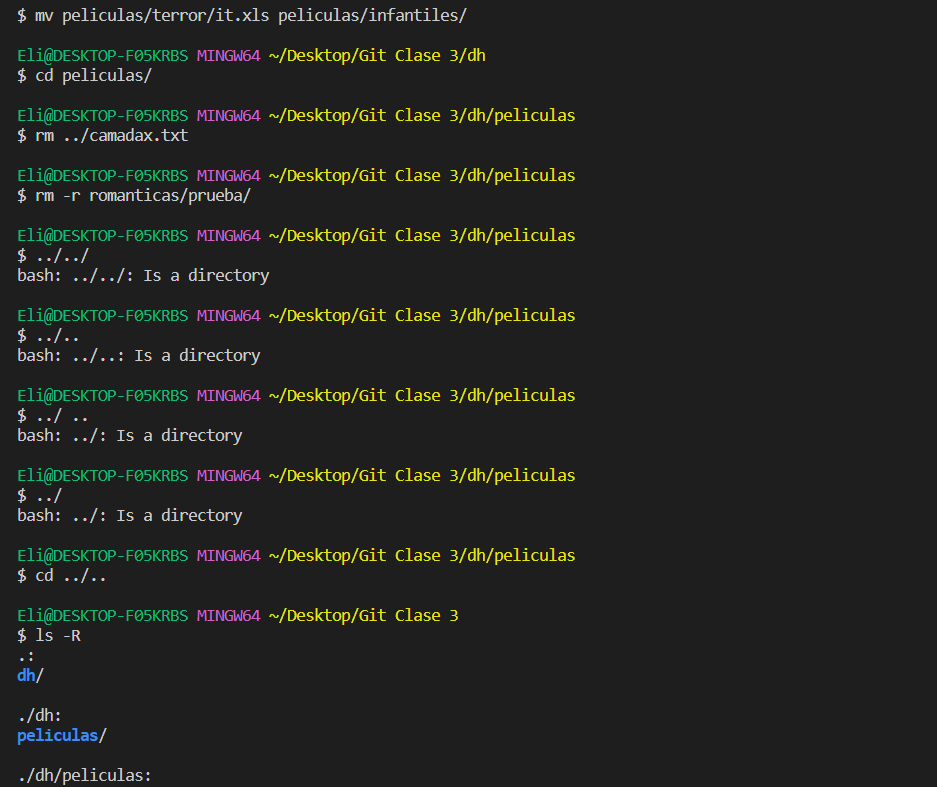 $ mv peliculas/terror/it.xls peliculas/infantiles/
Eli@DESKTOP-F05KRBS MINGW64 ~/Desktop/Git Clase 3/dh
$ cd peliculas/
Eli@DESKTOP-F05KRBS MINGW64 ~/Desktop/Git Clase 3/dh/peliculas
$ rm ../camadax.txt
Eli@DESKTOP-F05KRBS MINGW64 ~/Desktop/Git Clase 3/dh/peliculas
$ rm -r romanticas/prueba/
Eli@DESKTOP-F05KRBS MINGW64 ~/Desktop/Git Clase 3/dh/peliculas
$ ../../
bash: ../../: Is a directory
Eli@DESKTOP-F05KRBS MINGW64 ~/Desktop/Git Clase 3/dh/peliculas
$ ../..
bash: ../..: Is a directory
Eli@DESKTOP-F05KRBS MINGW64 ~/Desktop/Git Clase 3/dh/peliculas
$ ../ ..
bash: ../: Is a directory
Eli@DESKTOP-F05KRBS MINGW64 ~/Desktop/Git Clase 3/dh/peliculas
$ ../
bash: ../: Is a directory
Eli@DESKTOP-F05KRBS MINGW64 ~/Desktop/Git Clase 3/dh/peliculas
$ cd ../..
Eli@DESKTOP-F05KRBS MINGW64 ~/Desktop/Git Clase 3
$ ls -R
.:
dh/
./dh:
peliculas/
./dh/peliculas: